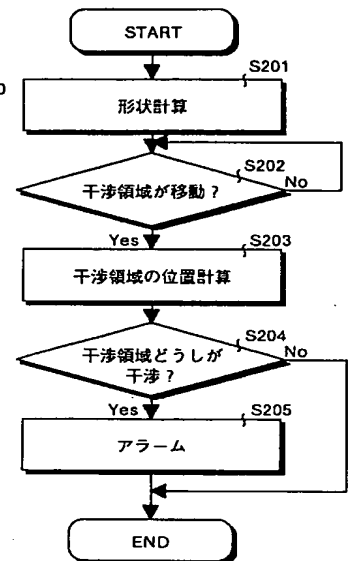 START
S201
形状計算
S202
干渉領域が移動?
No
Yes
S203
干渉領域の位置計算
S204
干渉領域どうしが
干渉?
No
Yes
S205
アラーム
END